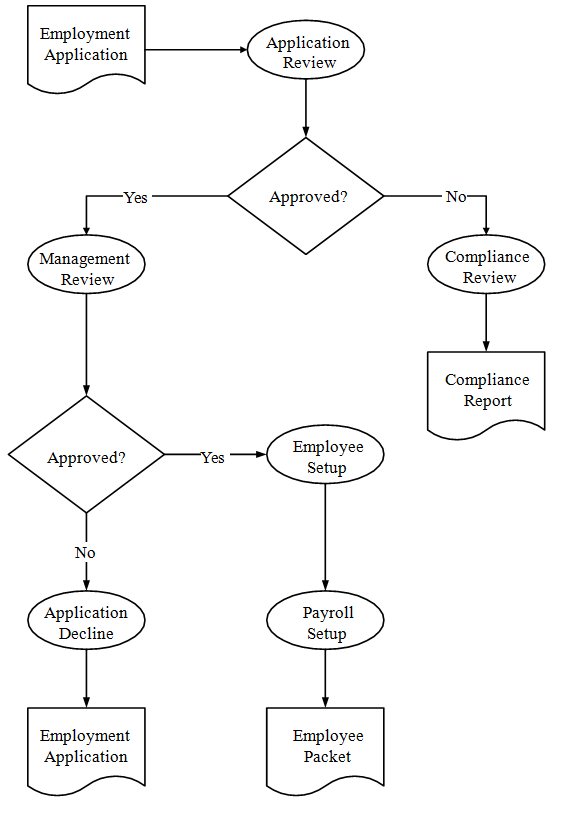 Employment
Application
Application
Review
Approved?
Yes
No
Management
Review
Compliance
Review
Compliance
Report
Approved?
Yes
Employee
Setup
No
Application
Decline
Payroll
Setup
Employment
Application
Employee
Packet